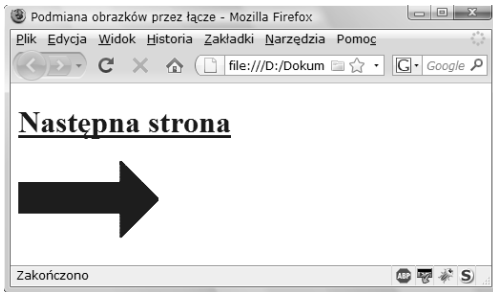 Podmiana obrazków przez łącze - Mozilla Firefox
Plik Edycja Widok Historia Zakładki Narzędzia Pomoc
file:///D:/Dokum G Google
Następna strona
Zakończono ABP S